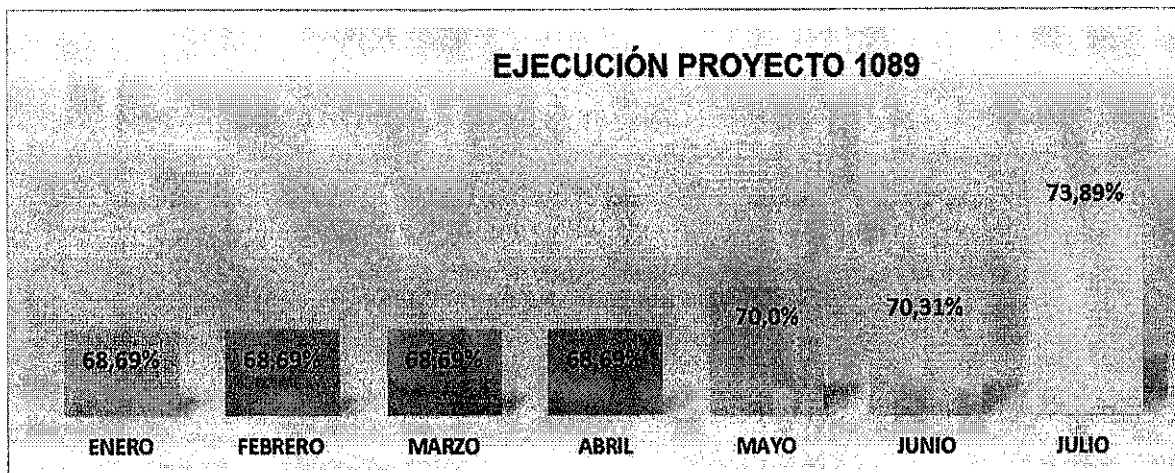 EJECUCIÓN PROYECTO 1089
73,89%
70,0% 70,31%
68,69% 68,69% 68,69% 68,69%
ENERO FEBRERO MARZO ABRIL MAYO JUNIO JULIO